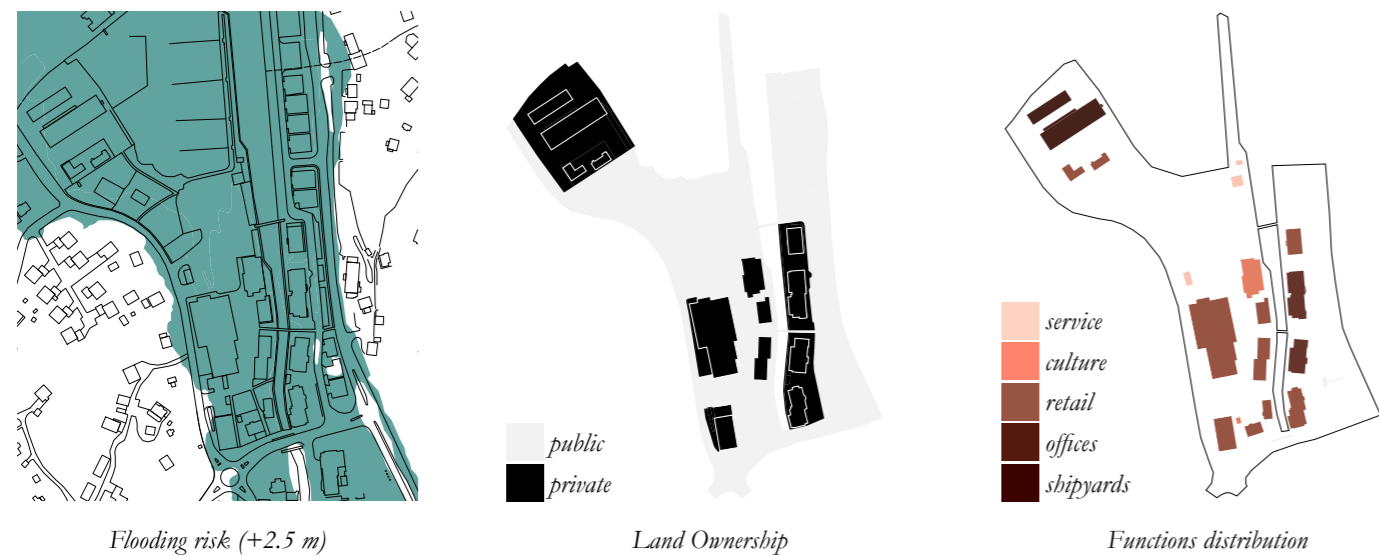 public
private
service
culture
retail
offices
shipyards
Flooding risk (+2.5 m)
Land Ownership
Functions distribution